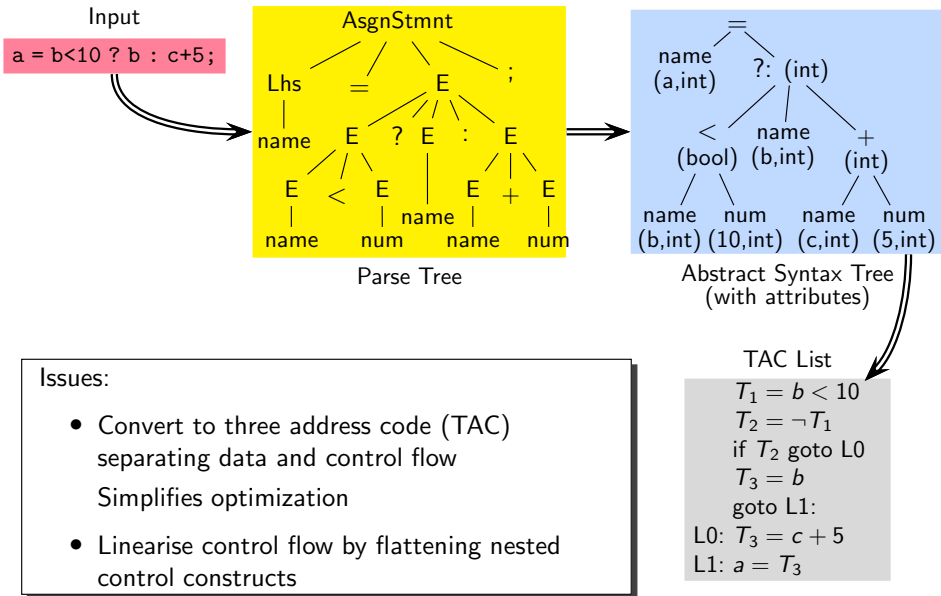 Input
a = b<10 ? b : c+5;
AsgnStmnt
Lhs = E ;
name E ? E : E
E < E name E + E
name num name num
Parse Tree
=
name ?: (int)
(a,int)
< name +
(bool) (b,int) (int)
name num name num
(b,int) (10,int) (c,int) (5,int)
Abstract Syntax Tree
(with attributes)
Issues:
• Convert to three address code (TAC)
separating data and control flow
Simplifies optimization
• Linearise control flow by flattening nested
control constructs
TAC List
T₁ = b < 10
T₂ = ¬T₁
if T₂ goto L0
T₃ = b
goto L1:
L0: T₃ = c + 5
L1: a = T₃